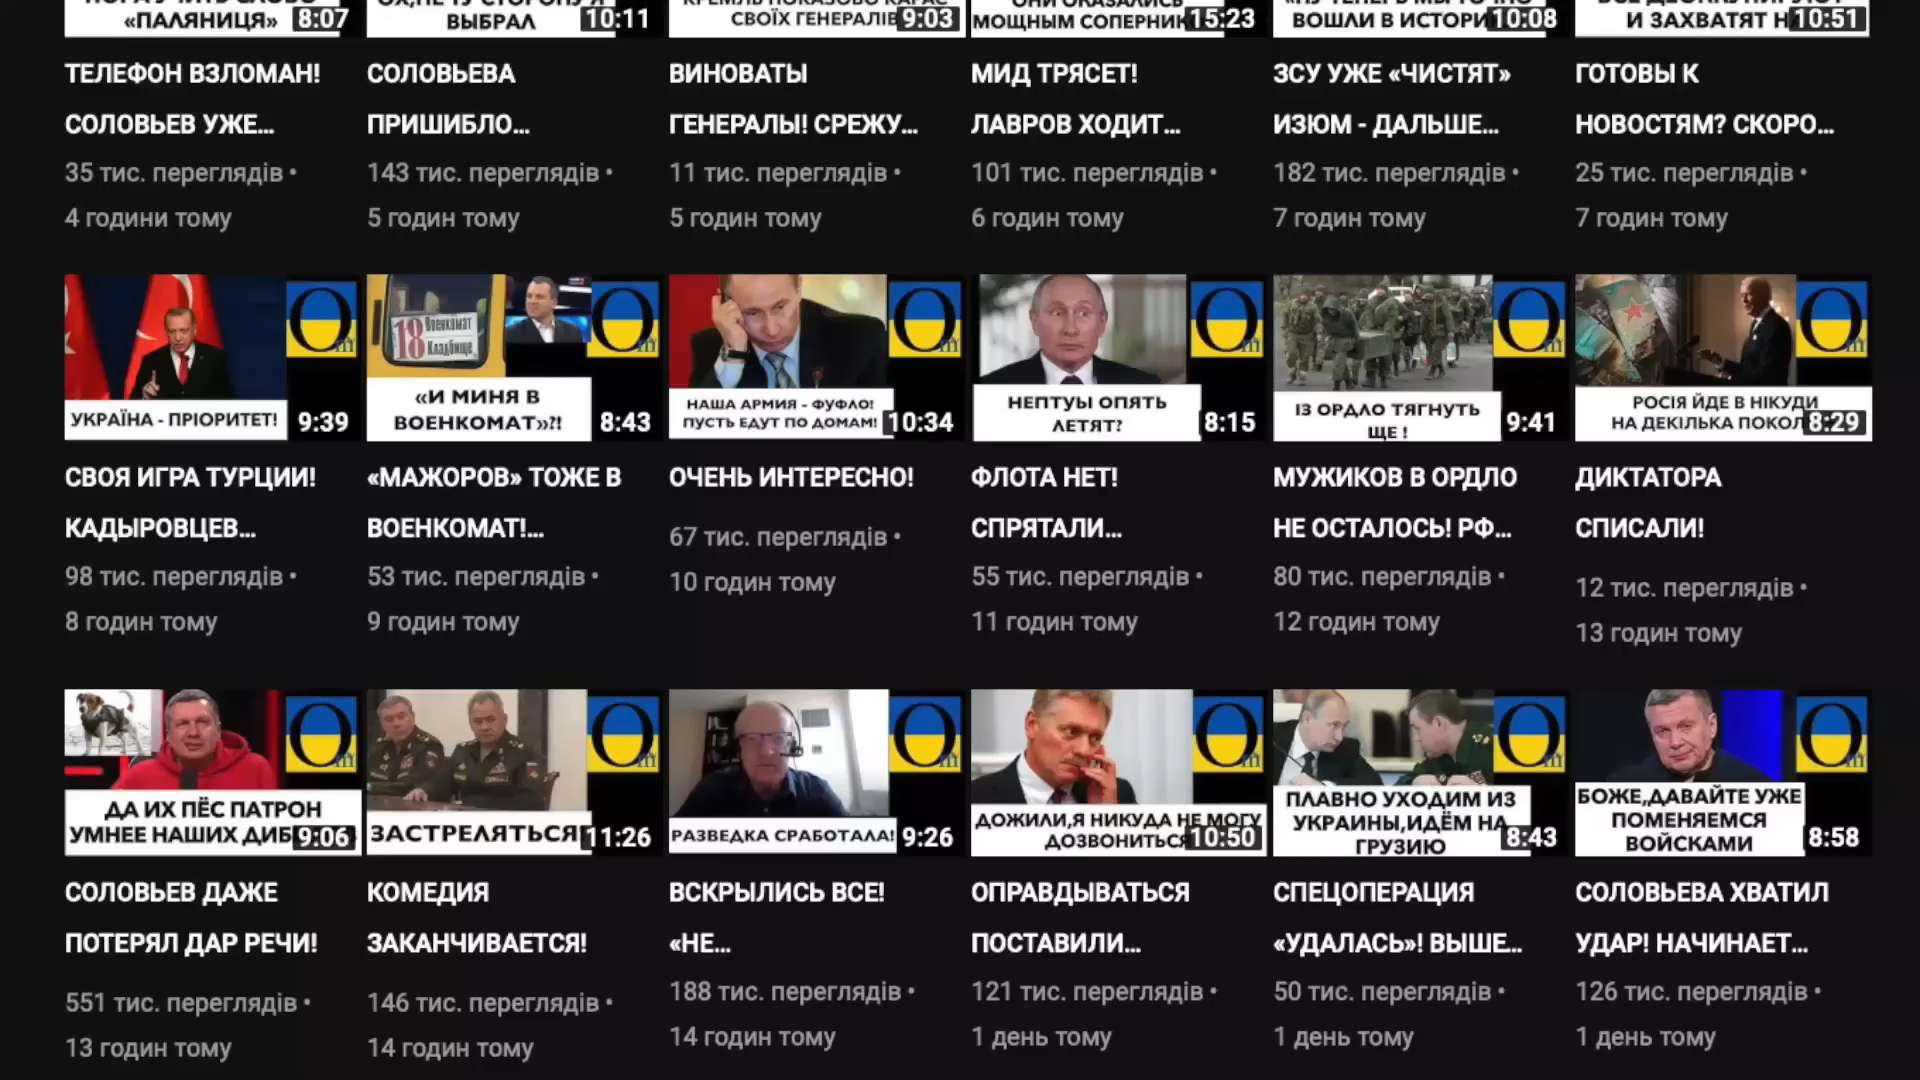 «ПАЛЯНИЦЯ» 8:07
ВЫБРАЛ 10:11
СВОЇХ ГЕНЕРАЛІВ 9:03
МОЩНЫМ СОПЕРНИК 15:23
ВОШЛИ В ИСТОРИ 10:08
И ЗАХВАТЯТ 10:51
ТЕЛЕФОН ВЗЛОМАН!
СОЛОВЬЕВ УЖЕ...
35 тис. переглядів •
4 години тому
СОЛОВЬЕВА
ПРИШИБЛО...
143 тис. переглядів •
5 годин тому
ВИНОВАТЫ
ГЕНЕРАЛЫ! СРЕЖУ...
11 тис. переглядів •
5 годин тому
МИД ТРЯСЕТ!
ЛАВРОВ ХОДИТ...
101 тис. переглядів •
6 годин тому
ЗСУ УЖЕ «ЧИСТЯТ»
ИЗЮМ - ДАЛЬШЕ...
182 тис. переглядів •
7 годин тому
ГОТОВЫ К
НОВОСТЯМ? СКОРО...
25 тис. переглядів •
7 годин тому
О
УКРАЇНА - ПРІОРИТЕТ! 9:39
СВОЯ ИГРА ТУРЦИИ!
КАДЫРОВЦЕВ...
98 тис. переглядів •
8 годин тому
18 Военкомат
Кладбище
О
«И МИНЯ В
ВОЕНКОМАТ»?! 8:43
«МАЖОРОВ» ТОЖЕ В
ВОЕНКОМАТ!...
53 тис. переглядів •
9 годин тому
О
НАША АРМИЯ - ФУФЛО!
ПУСТЬ ЕДУТ ПО ДОМАМ! 10:34
ОЧЕНЬ ИНТЕРЕСНО!
67 тис. переглядів •
10 годин тому
О
НЕПТУЫ ОПЯТЬ
ЛЕТЯТ? 8:15
ФЛОТА НЕТ!
СПРЯТАЛИ...
55 тис. переглядів •
11 годин тому
О
ІЗ ОРДЛО ТЯГНУТЬ
ЩЕ ! 9:41
МУЖИКОВ В ОРДЛО
НЕ ОСТАЛОСЬ! РФ...
80 тис. переглядів •
12 годин тому
О
РОСІЯ ЙДЕ В НІКУДИ
НА ДЕКІЛЬКА ПОКОЛ 8:29
ДИКТАТОРА
СПИСАЛИ!
12 тис. переглядів •
13 годин тому
О
ДА ИХ ПЁС ПАТРОН
УМНЕЕ НАШИХ ДИБ 9:06
СОЛОВЬЕВ ДАЖЕ
ПОТЕРЯЛ ДАР РЕЧИ!
551 тис. переглядів •
13 годин тому
О
ЗАСТРЕЛЯТЬСЯ 11:26
КОМЕДИЯ
ЗАКАНЧИВАЕТСЯ!
146 тис. переглядів •
14 годин тому
О
РАЗВЕДКА СРАБОТАЛА! 9:26
ВСКРЫЛИСЬ ВСЕ!
«НЕ...
188 тис. переглядів •
14 годин тому
О
ДОЖИЛИ,Я НИКУДА НЕ МОГУ
ДОЗВОНИТЬСЯ 10:50
ОПРАВДЫВАТЬСЯ
ПОСТАВИЛИ...
121 тис. переглядів •
1 день тому
О
ПЛАВНО УХОДИМ ИЗ
УКРАИНЫ,ИДЁМ НА
ГРУЗИЮ 8:43
СПЕЦОПЕРАЦИЯ
«УДАЛАСЬ»! ВЫШЕ...
50 тис. переглядів •
1 день тому
О
БОЖЕ,ДАВАЙТЕ УЖЕ
ПОМЕНЯЕМСЯ
ВОЙСКАМИ 8:58
СОЛОВЬЕВА ХВАТИЛ
УДАР! НАЧИНАЕТ...
126 тис. переглядів •
1 день тому